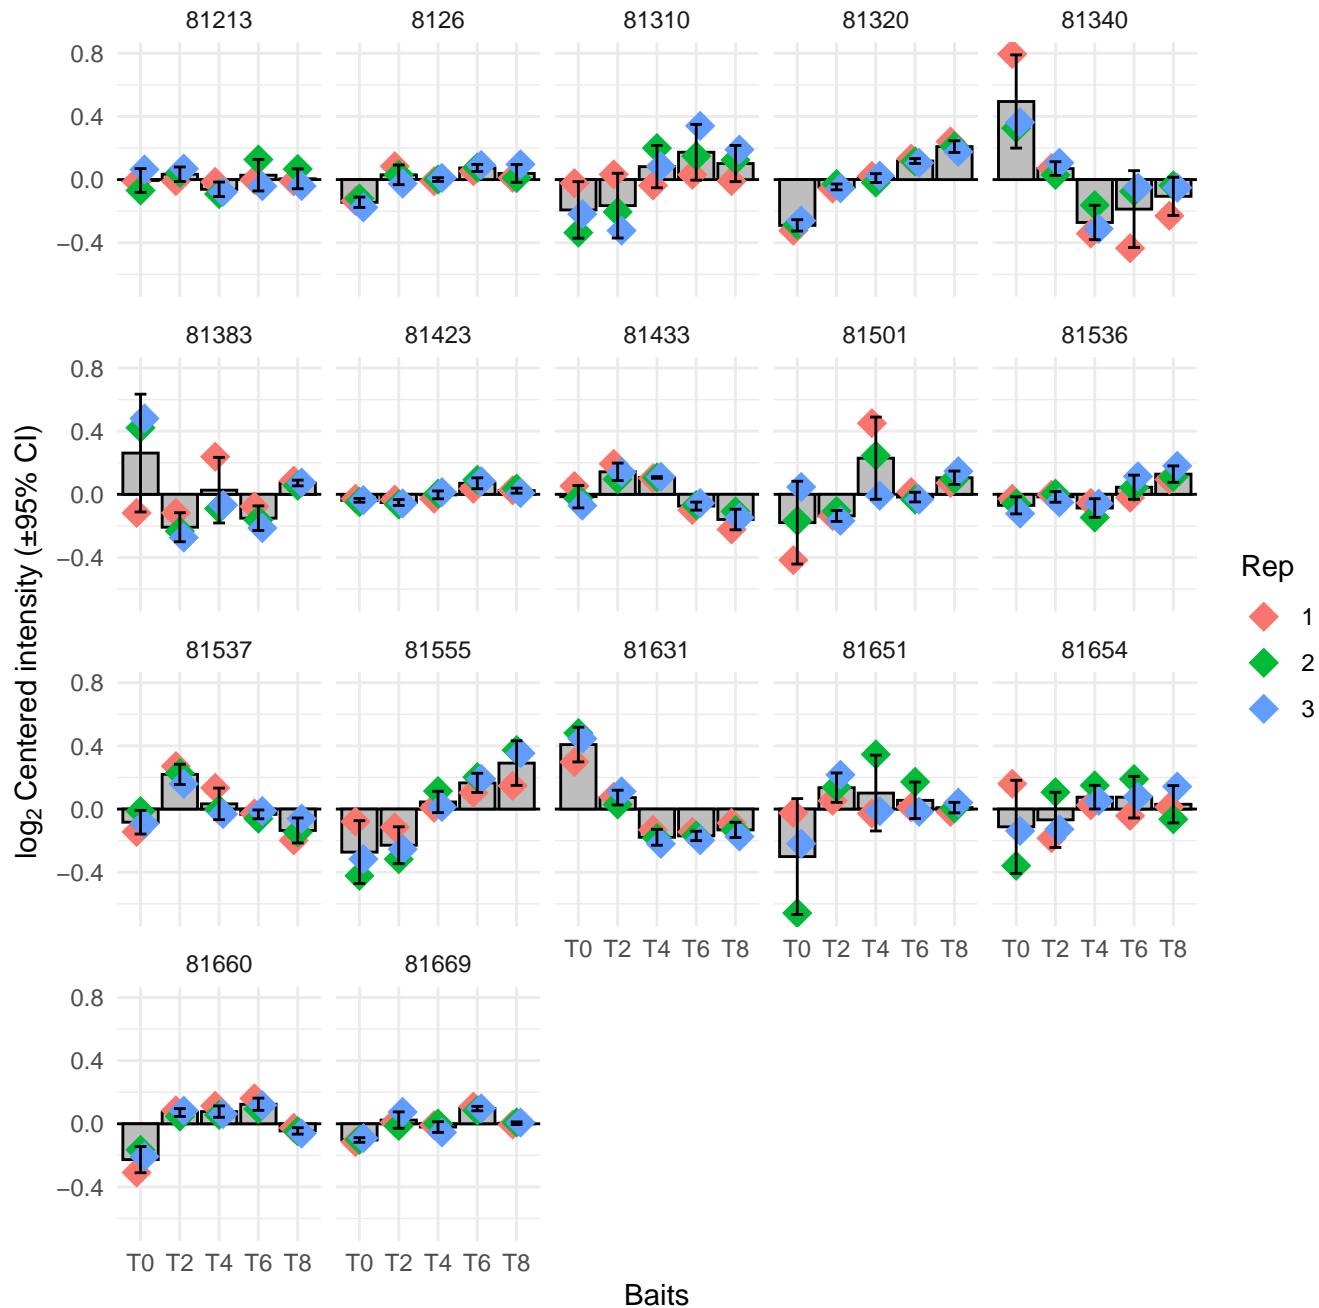 81213 8126 81310 81320 81340
0.8
0.4
0.0
−0.4
81383 81423 81433 81501 81536
0.8
0.4
0.0
−0.4
81537 81555 81631 81651 81654
0.8
0.4
0.0
−0.4
T0 T2 T4 T6 T8 T0 T2 T4 T6 T8 T0 T2 T4 T6 T8
81660 81669
0.8
0.4
0.0
−0.4
T0 T2 T4 T6 T8 T0 T2 T4 T6 T8
Baits
log2 Centered intensity (±95% CI)
Rep
1
2
3